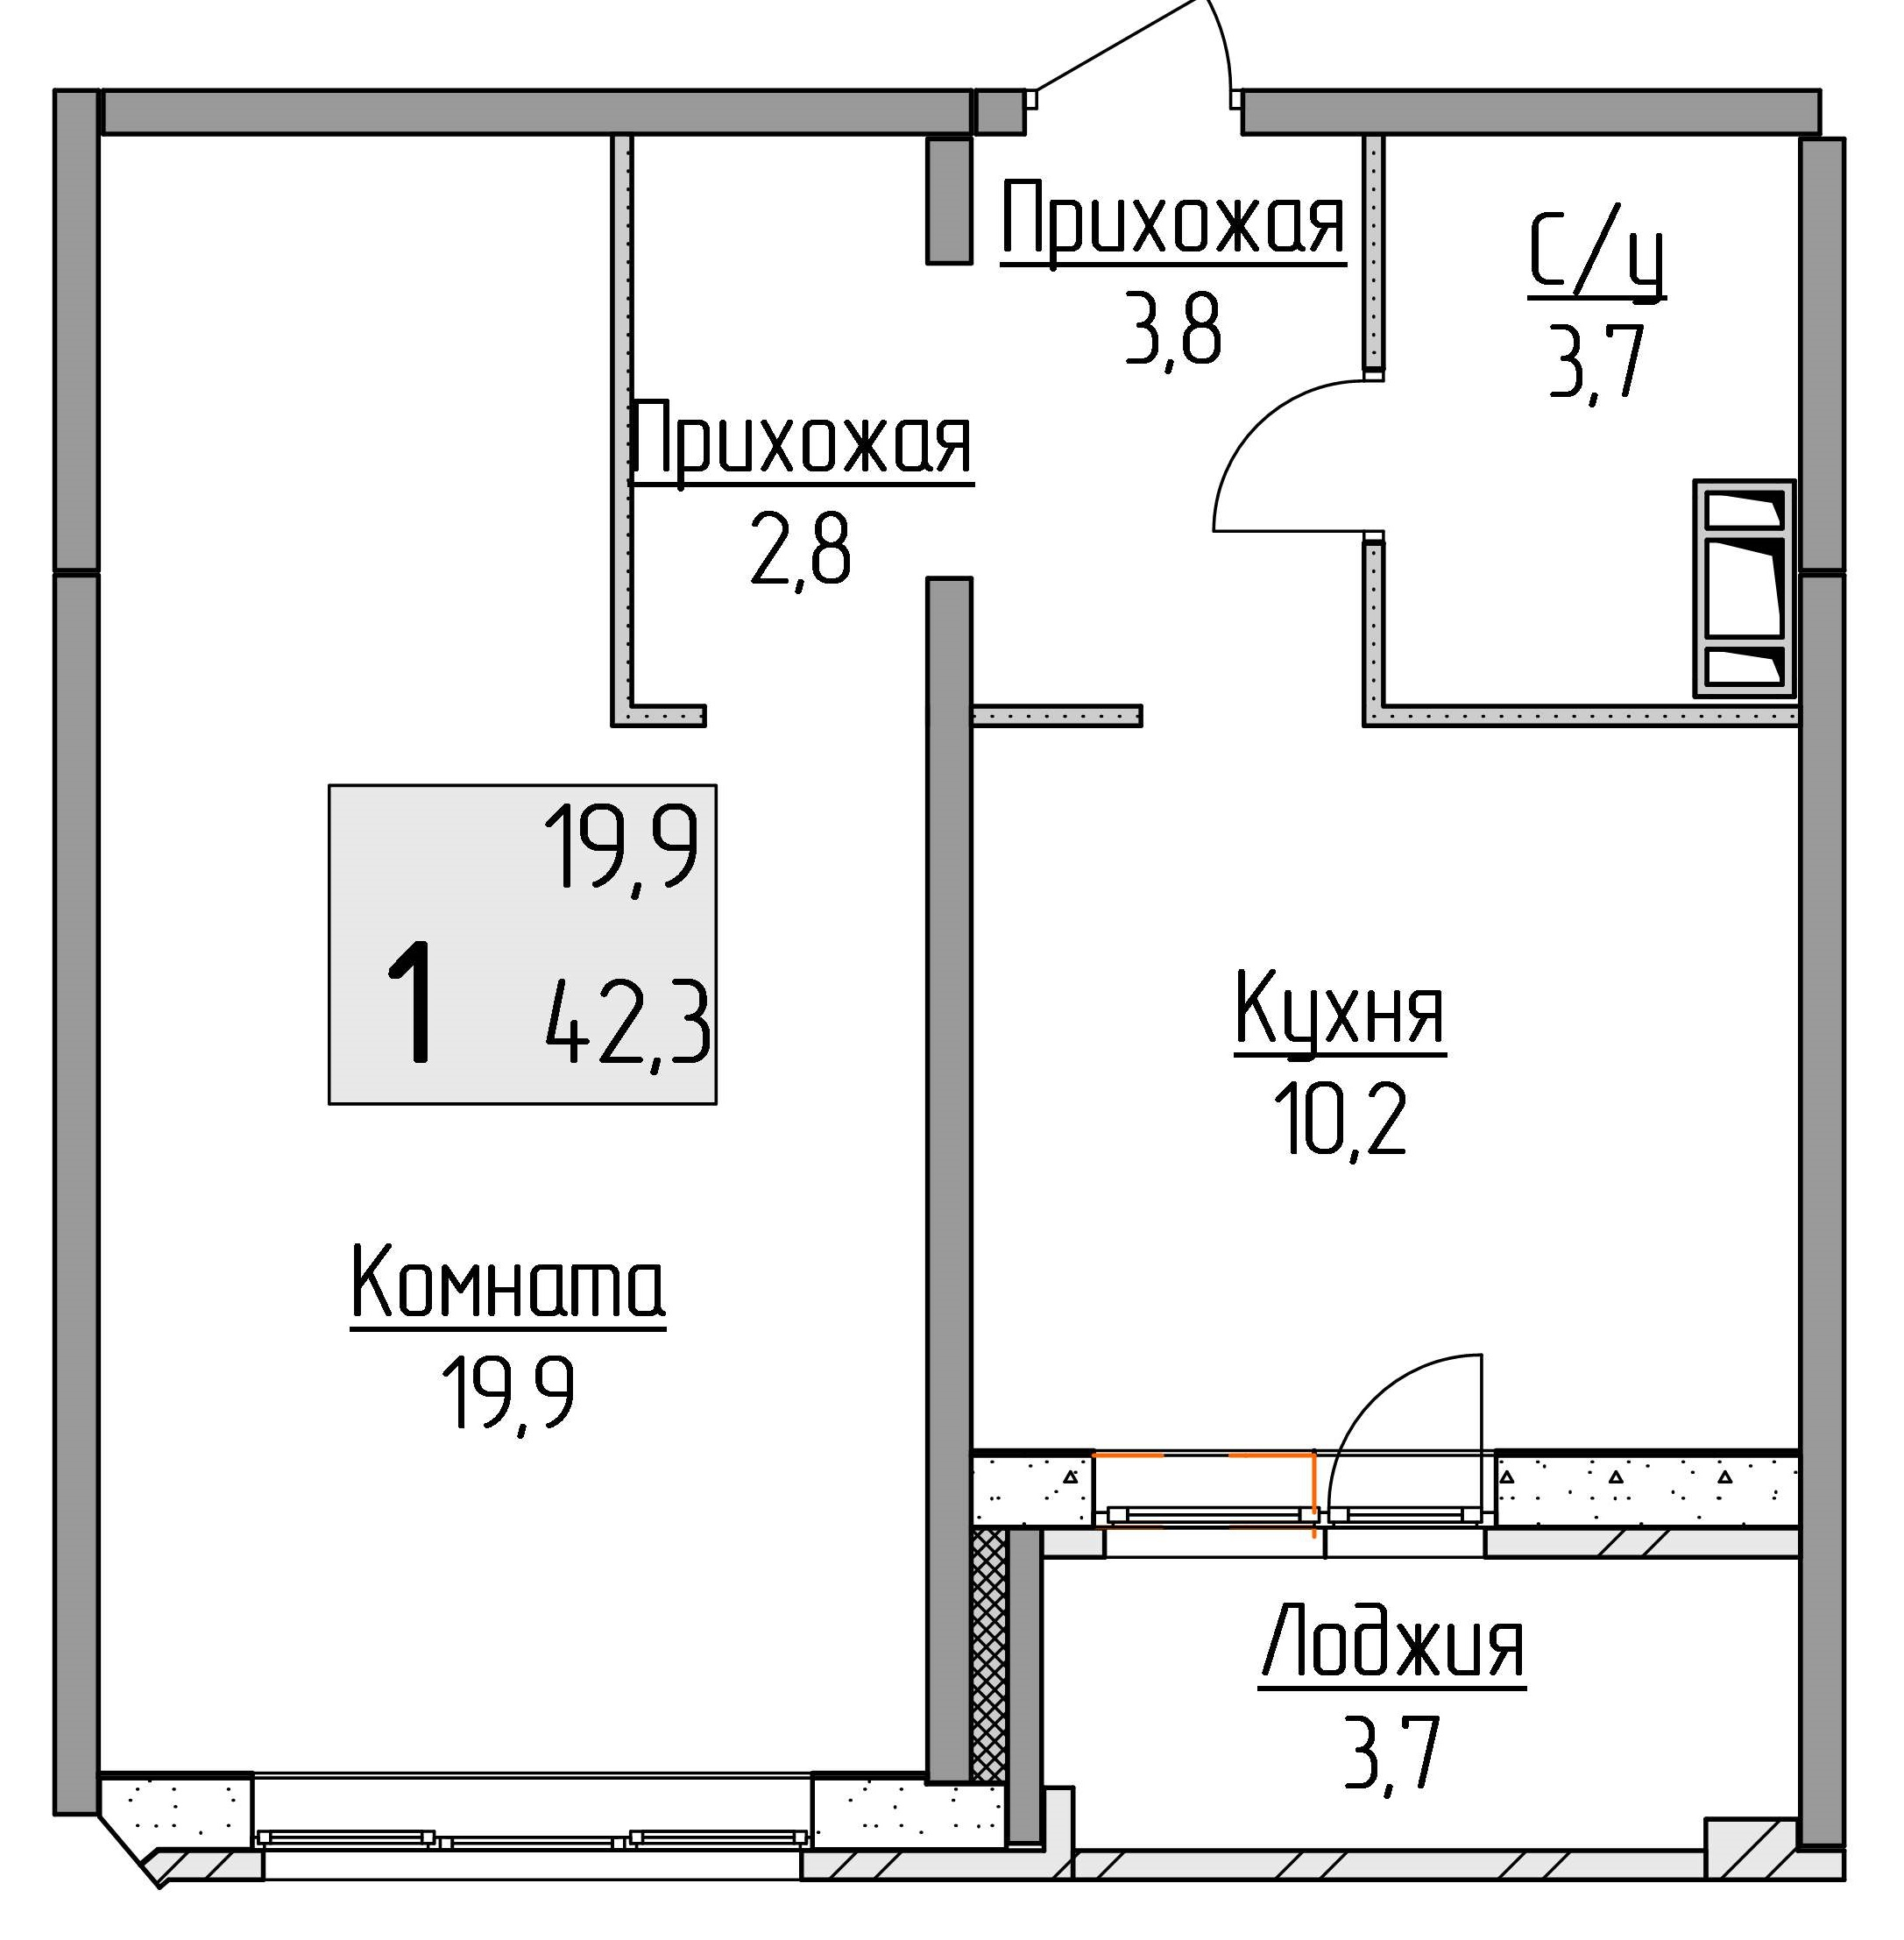 Прихожая
3,8
С/у
3,7
Прихожая
2,8
19,9
1
42,3
Кухня
10,2
Комната
19,9
Лоджия
3,7